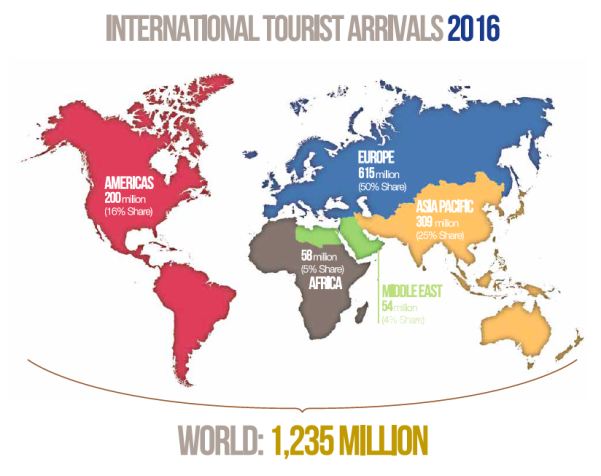 INTERNATIONAL TOURIST ARRIVALS 2016
EUROPE
615 million
(50% Share)
AMERICAS
200 million
(16% Share)
ASIA PACIFIC
309 million
(25% Share)
58 million
(5% Share)
AFRICA
MIDDLE EAST
54 million
(4% Share)
WORLD: 1,235 MILLION